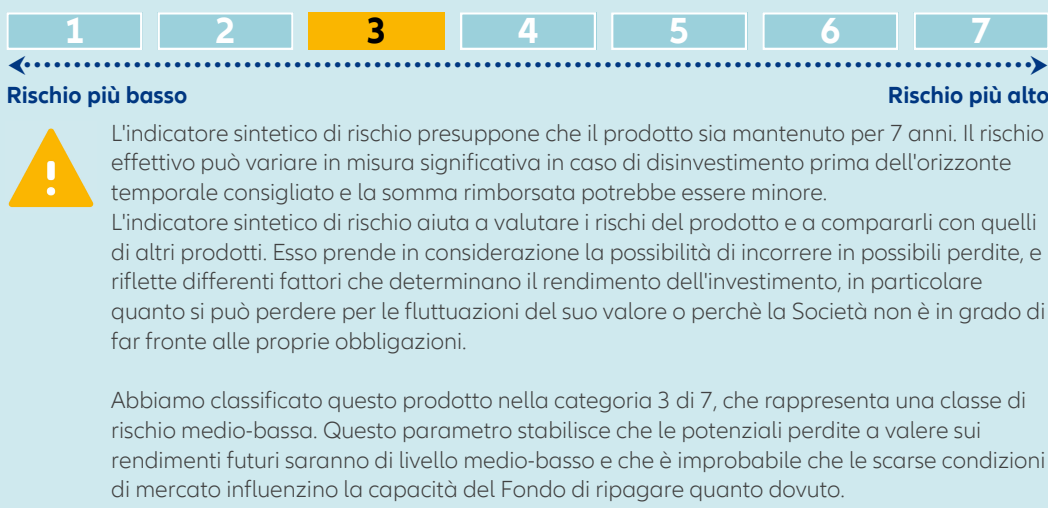 1 2 3 4 5 6 7
Rischio più basso Rischio più alto
L'indicatore sintetico di rischio presuppone che il prodotto sia mantenuto per 7 anni. Il rischio
effettivo può variare in misura significativa in caso di disinvestimento prima dell'orizzonte
temporale consigliato e la somma rimborsata potrebbe essere minore.
L'indicatore sintetico di rischio aiuta a valutare i rischi del prodotto e a compararli con quelli
di altri prodotti. Esso prende in considerazione la possibilità di incorrere in possibili perdite, e
riflette differenti fattori che determinano il rendimento dell'investimento, in particolare
quanto si può perdere per le fluttuazioni del suo valore o perchè la Società non è in grado di
far fronte alle proprie obbligazioni.
Abbiamo classificato questo prodotto nella categoria 3 di 7, che rappresenta una classe di
rischio medio-bassa. Questo parametro stabilisce che le potenziali perdite a valere sui
rendimenti futuri saranno di livello medio-basso e che è improbabile che le scarse condizioni
di mercato influenzino la capacità del Fondo di ripagare quanto dovuto.